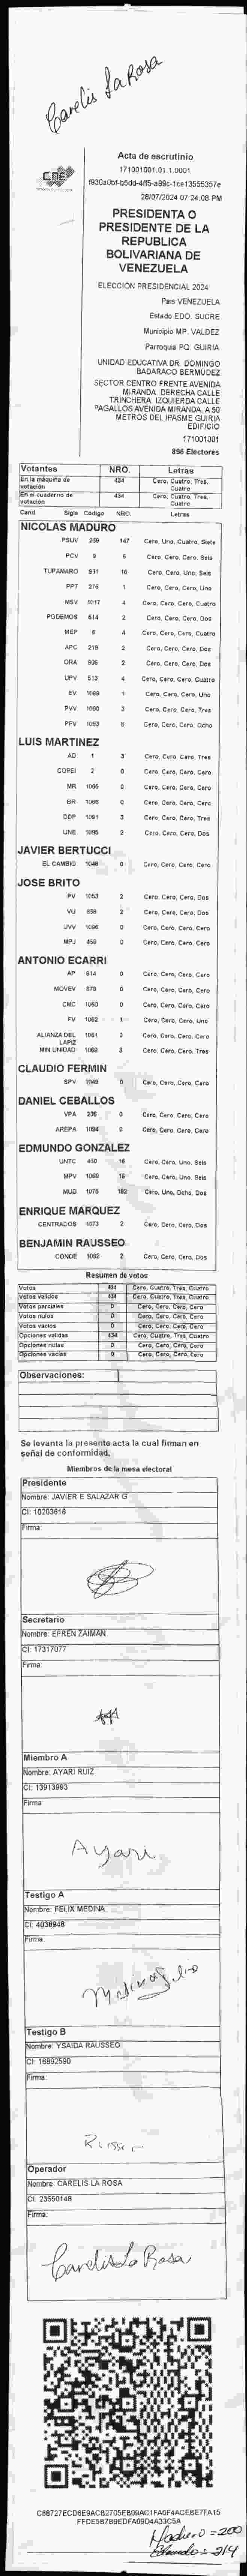 Carelis La Rosa
CNE
Acta de escrutinio
171001001.01.1.0001
28/07/2024 07:24:08 PM
PRESIDENTA O
PRESIDENTE DE LA
REPUBLICA
BOLIVARIANA DE
VENEZUELA
ELECCIÓN PRESIDENCIAL 2024
Pais VENEZUELA
Estado EDO. SUCRE
Municipio MP. VALDEZ
Parroquia PQ. GUIRIA
UNIDAD EDUCATIVA DR. DOMINGO
BADARACO BERMÚDEZ
SECTOR CENTRO FRENTE AVENIDA
MIRANDA. DERECHA CALLE
TRINCHERA. IZQUIERDA CALLE
PAGALLOS AVENIDA MIRANDA. A 50
METROS DEL IPASME GUIRIA
EDIFICIO
171001001
896 Electores
Votantes NRO. Letras
En la máquina de votación 434 Cero, Cuatro, Tres, Cuatro
En el cuaderno de votación 434 Cero, Cuatro, Tres, Cuatro
Cand. Sigla Código NRO. Letras
NICOLAS MADURO
PSUV 259 147 Cero, Uno, Cuatro, Siete
PCV 3 6 Cero, Cero, Cero, Seis
TUPAMARO 931 16 Cero, Cero, Uno, Seis
PPT 276 1 Cero, Cero, Cero, Uno
MSV 1017 4 Cero, Cero, Cero, Cuatro
PODEMOS 614 2 Cero, Cero, Cero, Dos
MEP 6 4 Cero, Cero, Cero, Cuatro
APC 219 2 Cero, Cero, Cero, Dos
ORA 936 2 Cero, Cero, Cero, Dos
UPV 513 4 Cero, Cero, Cero, Cuatro
EV 1069 1 Cero, Cero, Cero, Uno
PVV 1090 3 Cero, Cero, Cero, Tres
PFV 1093 8 Cero, Cero, Cero, Ocho
LUIS MARTINEZ
AD 1 3 Cero, Cero, Cero, Tres
COPEI 2 0 Cero, Cero, Cero, Cero
MR 1065 0 Cero, Cero, Cero, Cero
BR 1066 0 Cero, Cero, Cero, Cero
DDP 1091 3 Cero, Cero, Cero, Tres
UNE 1095 2 Cero, Cero, Cero, Dos
JAVIER BERTUCCI
EL CAMBIO 1046 0 Cero, Cero, Cero, Cero
JOSE BRITO
PV 1053 2 Cero, Cero, Cero, Dos
VU 858 2 Cero, Cero, Cero, Dos
UVV 1096 0 Cero, Cero, Cero, Cero
MPJ 455 0 Cero, Cero, Cero, Cero
ANTONIO ECARRI
AP 914 0 Cero, Cero, Cero, Cero
MOVEV 878 0 Cero, Cero, Cero, Cero
CMC 1050 0 Cero, Cero, Cero, Cero
FV 1062 1 Cero, Cero, Cero, Uno
ALIANZA DEL LAPIZ 1061 0 Cero, Cero, Cero, Cero
MIN UNIDAD 1068 3 Cero, Cero, Cero, Tres
CLAUDIO FERMIN
SPV 1049 0 Cero, Cero, Cero, Cero
DANIEL CEBALLOS
VPA 236 0 Cero, Cero, Cero, Cero
AREPA 1094 0 Cero, Cero, Cero, Cero
EDMUNDO GONZALEZ
UNTC 450 16 Cero, Cero, Uno, Seis
MPV 1069 16 Cero, Cero, Uno, Seis
MUD 1075 182 Cero, Uno, Ocho, Dos
ENRIQUE MARQUEZ
CENTRADOS 1073 2 Cero, Cero, Cero, Dos
BENJAMIN RAUSSEO
CONDE 1092 2 Cero, Cero, Cero, Dos
Resumen de votos
Votos 434 Cero, Cuatro, Tres, Cuatro
Votos válidos 434 Cero, Cuatro, Tres, Cuatro
Votos parciales 0 Cero, Cero, Cero, Cero
Votos nulos 0 Cero, Cero, Cero, Cero
Votos vacíos 0 Cero, Cero, Cero, Cero
Opciones válidas 434 Cero, Cuatro, Tres, Cuatro
Opciones nulas 0 Cero, Cero, Cero, Cero
Opciones vacías 0 Cero, Cero, Cero, Cero
Observaciones:
Se levanta la presente acta la cual firman en
señal de conformidad.
Miembros de la mesa electoral
Presidente
Nombre: JAVIER E SALAZAR G
CI: 10203616
Firma:
Secretario
Nombre: EFREN ZAIMAN
CI: 17317077
Firma:
Miembro A
Nombre: AYARI RUIZ
CI: 13913993
Firma:
Ayari
Testigo A
Nombre: FELIX MEDINA
CI: 4038948
Firma:
Medina Felix
Testigo B
Nombre: YSAIDA RAUSSEO
CI: 16892590
Firma:
Operador
Nombre: CARELIS LA ROSA
CI: 23550148
Firma:
Carelis La Rosa
C88727ECD6E9ACB2705EB09AC1FA6F4ACEBE7FA15
FFDE5B7B9EDFA09D4A33C5A
Maduro = 200
= 214